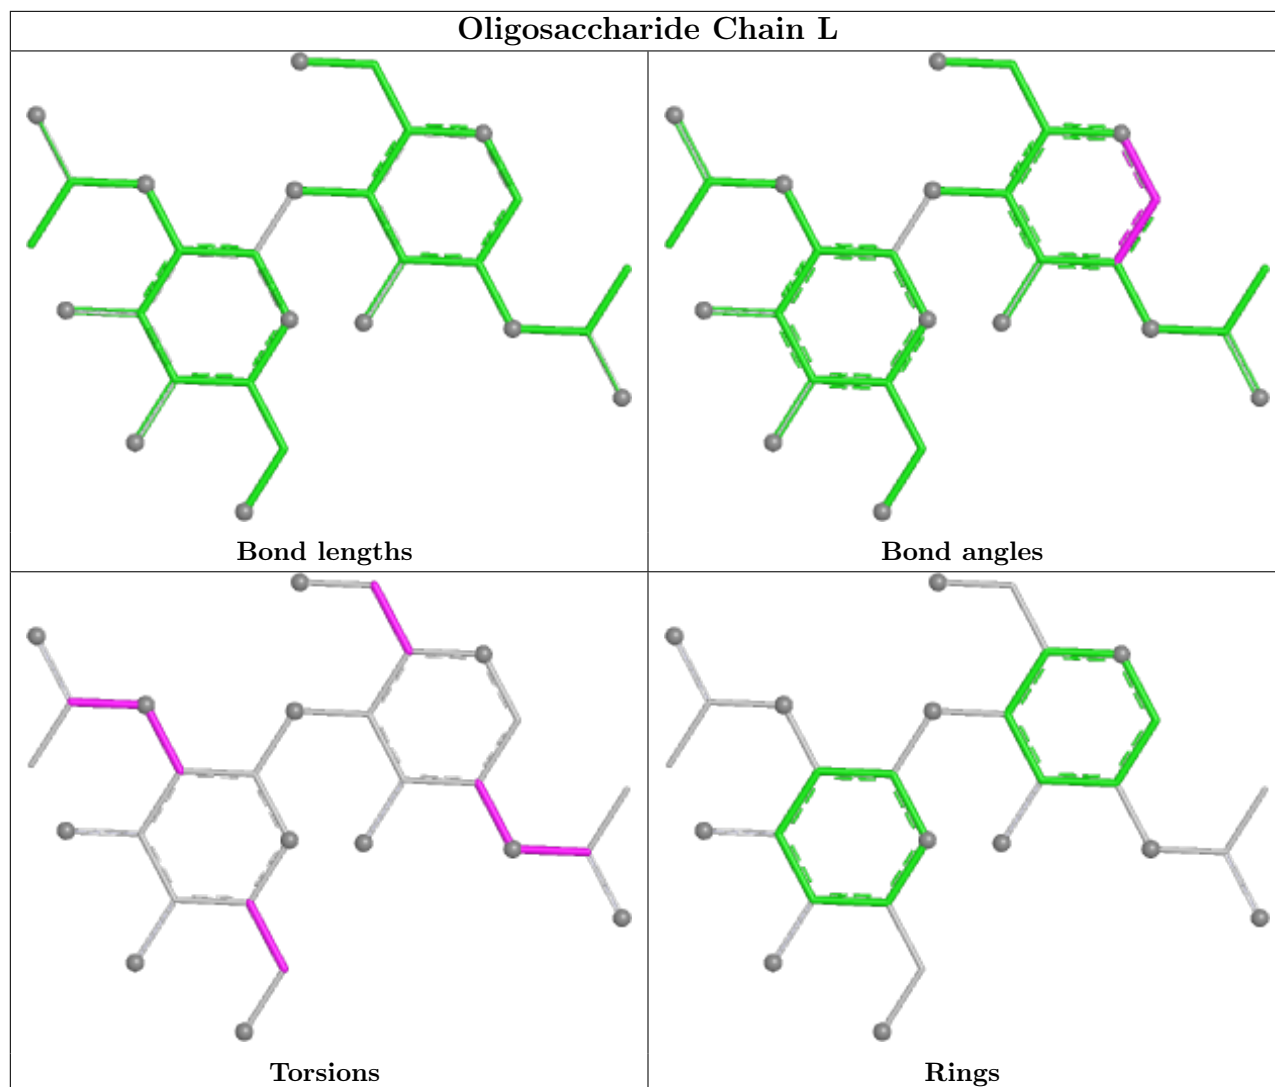 Oligosaccharide Chain L
Bond lengths
Bond angles
Torsions
Rings